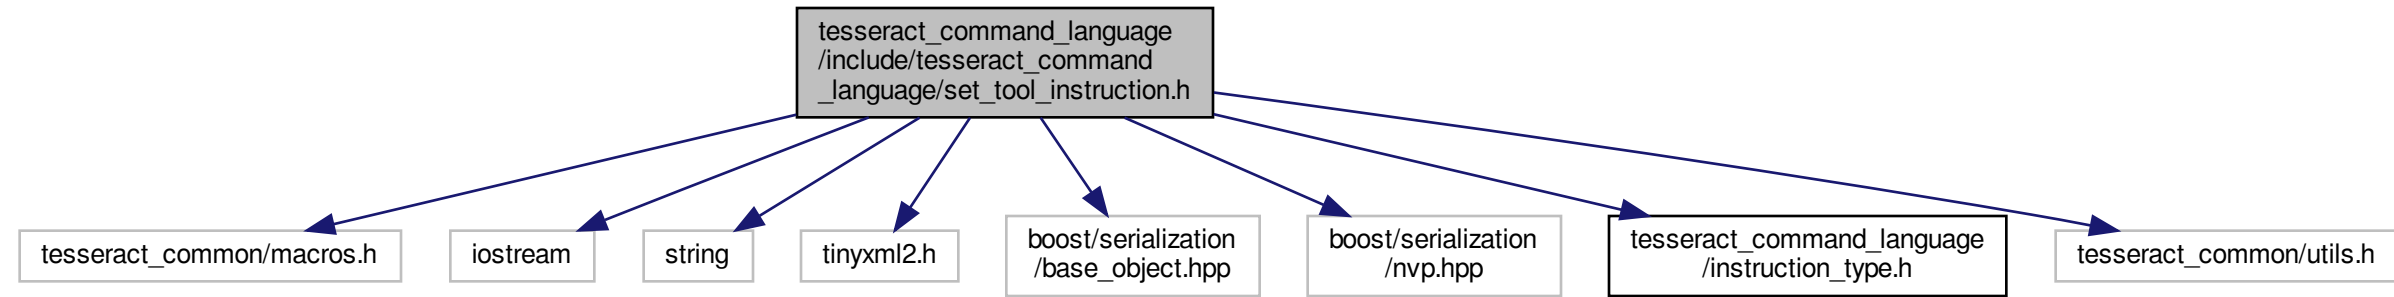 tesseract_command_language
/include/tesseract_command
_language/set_tool_instruction.h
tesseract_common/macros.h
iostream
string
tinyxml2.h
boost/serialization
/base_object.hpp
boost/serialization
/nvp.hpp
tesseract_command_language
/instruction_type.h
tesseract_common/utils.h